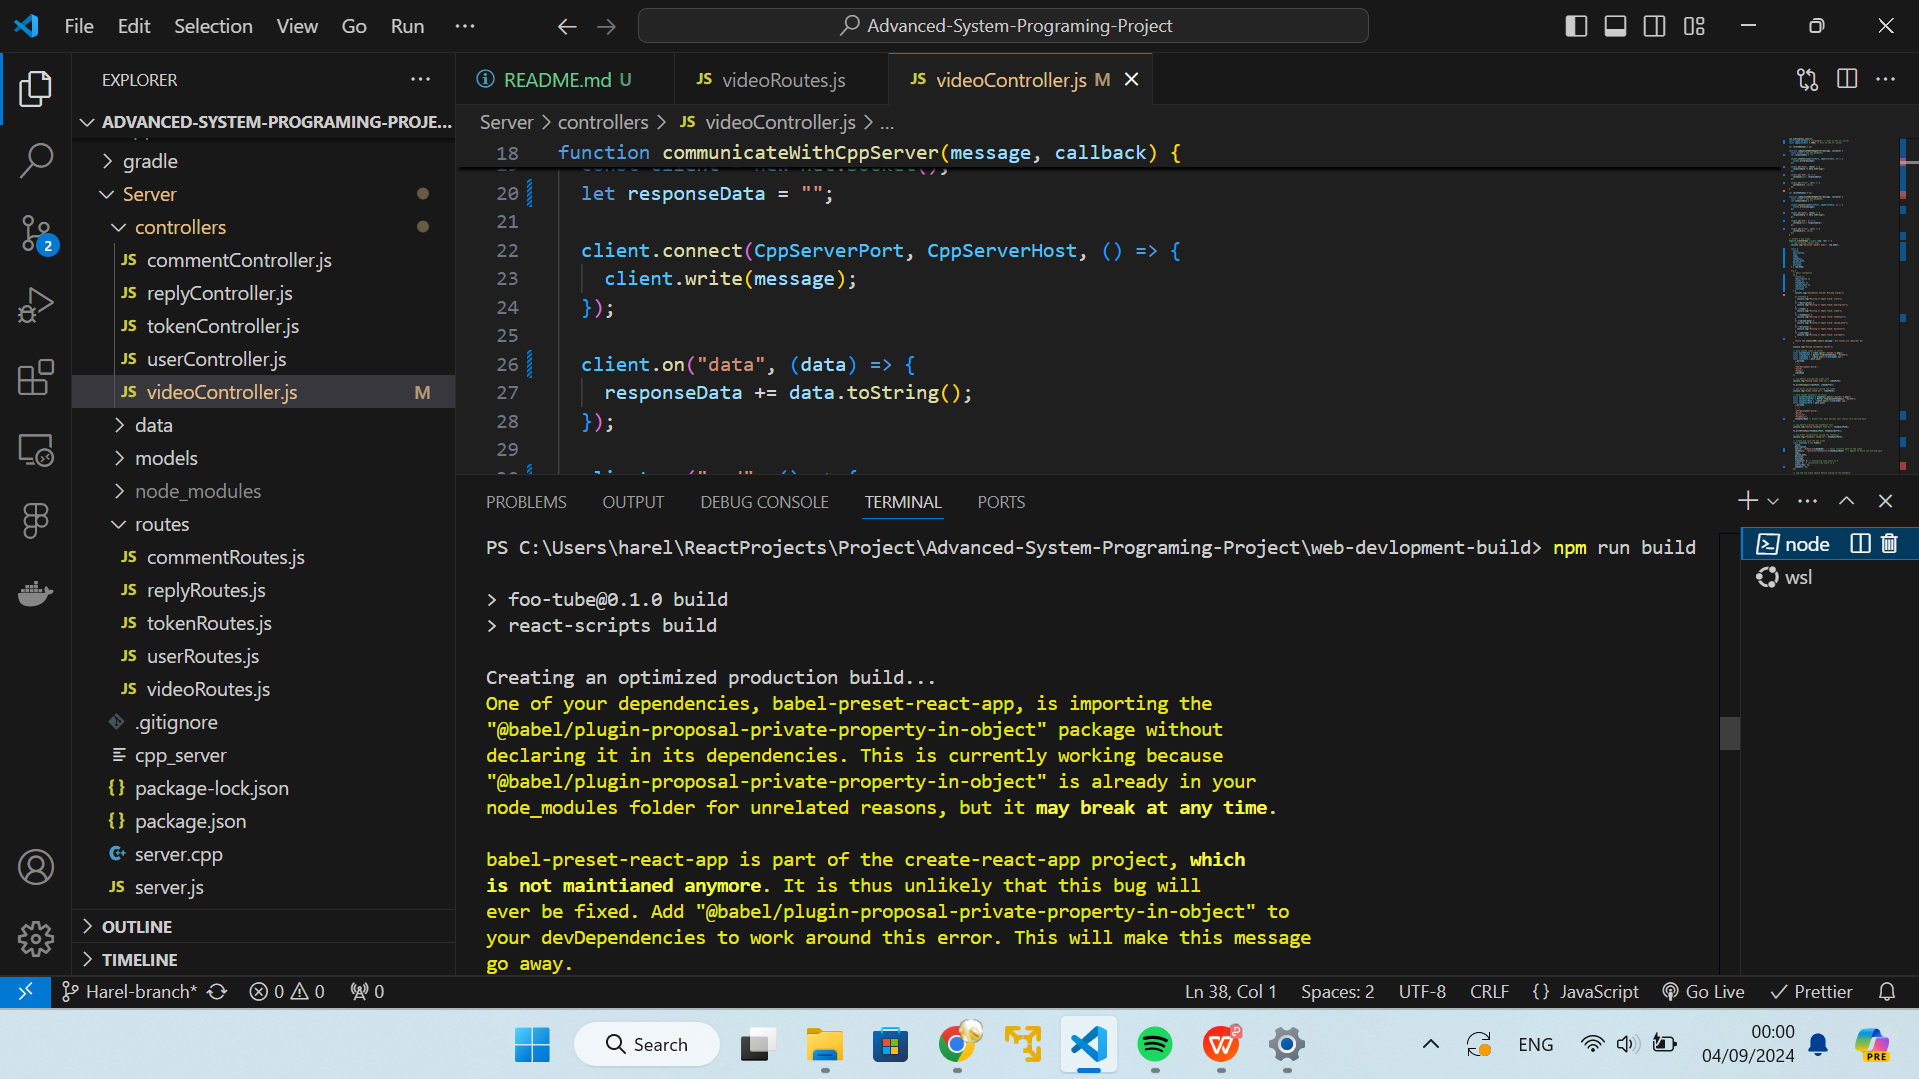 File Edit Selection View Go Run ···
Advanced-System-Programing-Project
EXPLORER ···
README.md U
JS videoRoutes.js
JS videoController.js M
ADVANCED-SYSTEM-PROGRAMING-PROJE...
Server > controllers > JS videoController.js > ...
gradle
Server
controllers
JS commentController.js
JS replyController.js
JS tokenController.js
JS userController.js
JS videoController.js M
data
models
node_modules
routes
JS commentRoutes.js
JS replyRoutes.js
JS tokenRoutes.js
JS userRoutes.js
JS videoRoutes.js
.gitignore
cpp_server
{} package-lock.json
{} package.json
server.cpp
JS server.js
OUTLINE
TIMELINE
2
18 function communicateWithCppServer(message, callback) {
20 let responseData = "";
21
22 client.connect(CppServerPort, CppServerHost, () => {
23 client.write(message);
24 });
25
26 client.on("data", (data) => {
27 responseData += data.toString();
28 });
29
PROBLEMS OUTPUT DEBUG CONSOLE TERMINAL PORTS
node
wsl
PS C:\Users\harel\ReactProjects\Project\Advanced-System-Programing-Project\web-devlopment-build> npm run build
> foo-tube@0.1.0 build
> react-scripts build
Creating an optimized production build...
One of your dependencies, babel-preset-react-app, is importing the
"@babel/plugin-proposal-private-property-in-object" package without
declaring it in its dependencies. This is currently working because
"@babel/plugin-proposal-private-property-in-object" is already in your
node_modules folder for unrelated reasons, but it may break at any time.
babel-preset-react-app is part of the create-react-app project, which
is not maintianed anymore. It is thus unlikely that this bug will
ever be fixed. Add "@babel/plugin-proposal-private-property-in-object" to
your devDependencies to work around this error. This will make this message
go away.
Harel-branch* 0 0 0
Ln 38, Col 1 Spaces: 2 UTF-8 CRLF {} JavaScript Go Live Prettier
Search
ENG
00:00
04/09/2024
PRE